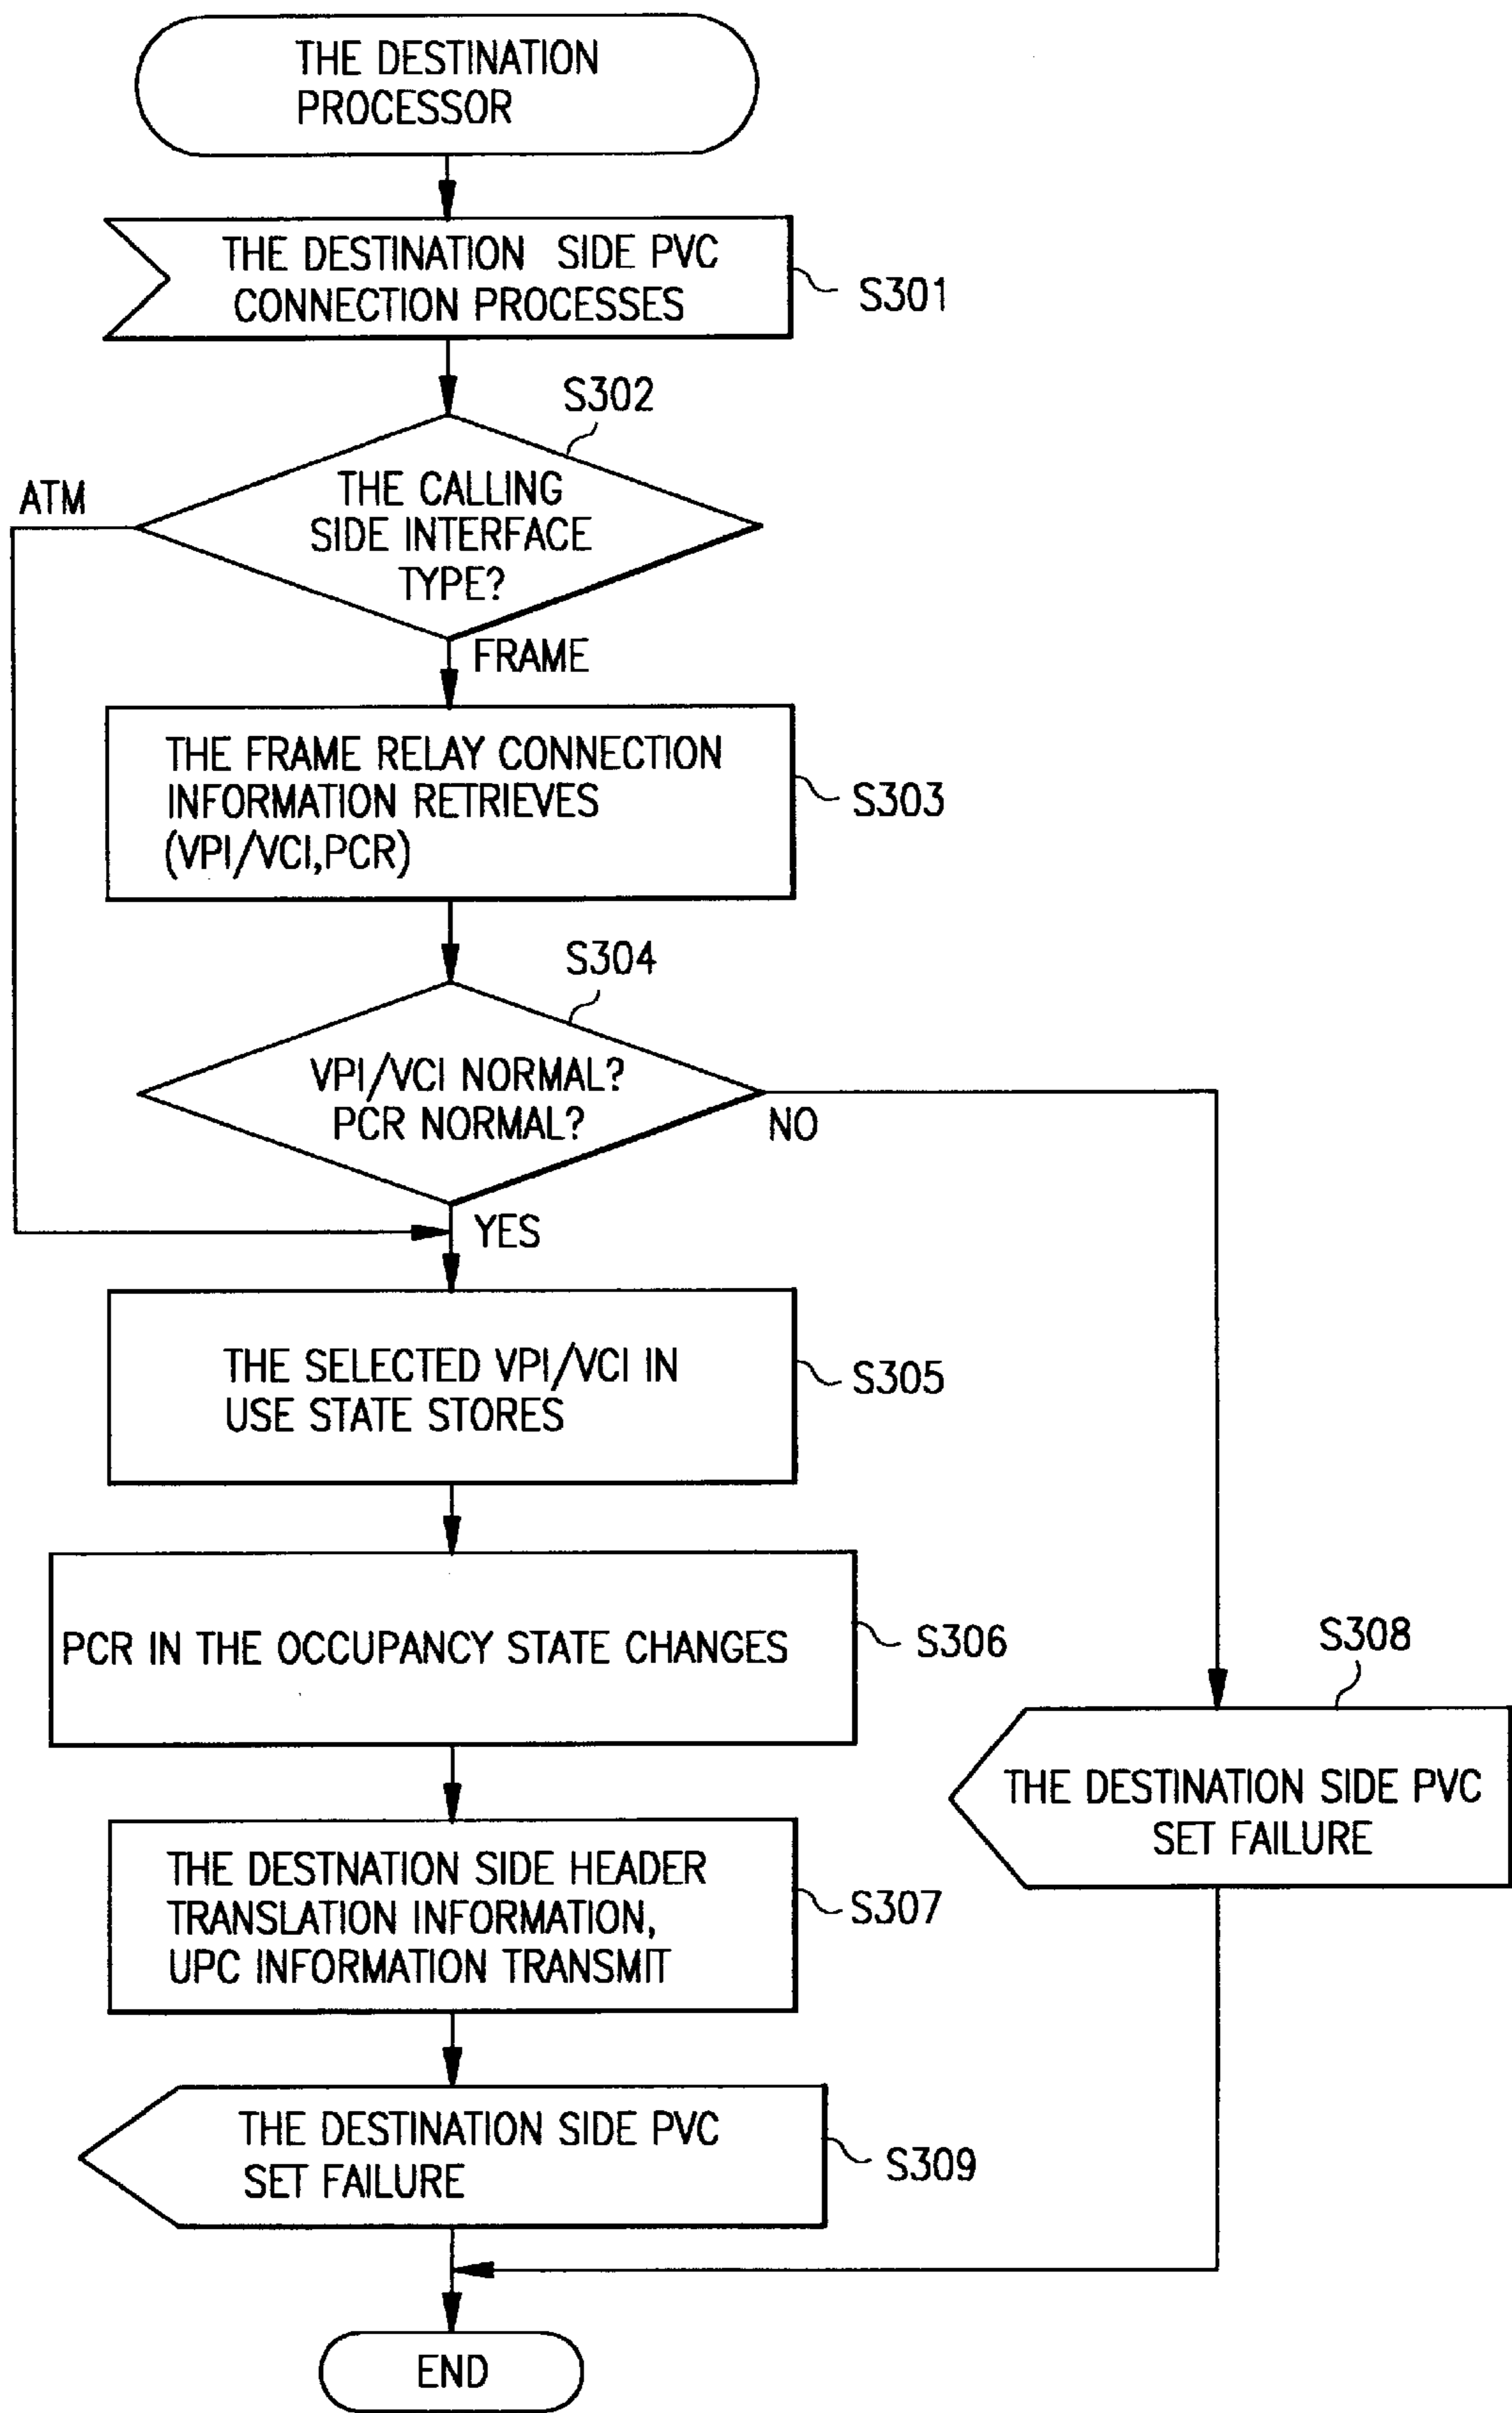 THE DESTINATION
PROCESSOR
THE DESTINATION SIDE PVC
CONNECTION PROCESSES
S301
S302
THE CALLING
SIDE INTERFACE
TYPE?
ATM
FRAME
THE FRAME RELAY CONNECTION
INFORMATION RETRIEVES
(VPI/VCI,PCR)
S303
S304
VPI/VCI NORMAL?
PCR NORMAL?
NO
YES
THE SELECTED VPI/VCI IN
USE STATE STORES
S305
PCR IN THE OCCUPANCY STATE CHANGES
S306
S308
THE DESTINATION SIDE PVC
SET FAILURE
THE DESTNATION SIDE HEADER
TRANSLATION INFORMATION,
UPC INFORMATION TRANSMIT
S307
THE DESTINATION SIDE PVC
SET FAILURE
S309
END